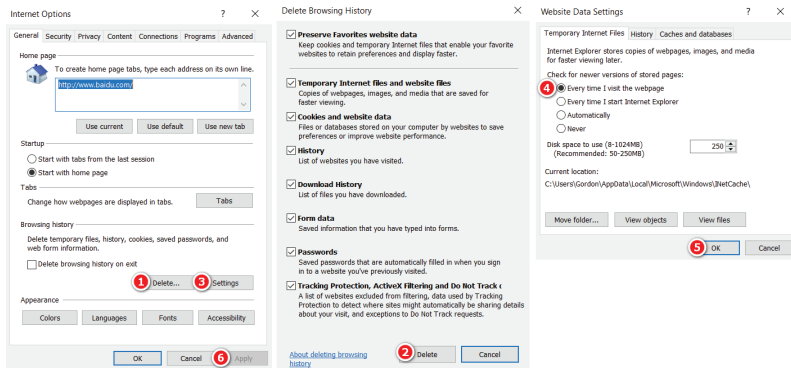 Internet Options ? ×
General Security Privacy Content Connections Programs Advanced
Home page
To create home page tabs, type each address on its own line.
http://www.baidu.com/
Use current Use default Use new tab
Startup
Start with tabs from the last session
Start with home page
Tabs
Change how webpages are displayed in tabs. Tabs
Browsing history
Delete temporary files, history, cookies, saved passwords, and
web form information.
Delete browsing history on exit
1 Delete... 3 Settings
Appearance
Colors Languages Fonts Accessibility
OK Cancel 6 Apply
Delete Browsing History ×
Preserve Favorites website data
Keep cookies and temporary Internet files that enable your favorite
websites to retain preferences and display faster.
Temporary Internet files and website files
Copies of webpages, images, and media that are saved for
faster viewing.
Cookies and website data
Files or databases stored on your computer by websites to save
preferences or improve website performance.
History
List of websites you have visited.
Download History
List of files you have downloaded.
Form data
Saved information that you have typed into forms.
Passwords
Saved passwords that are automatically filled in when you sign
in to a website you've previously visited.
Tracking Protection, ActiveX Filtering and Do Not Track c
A list of websites excluded from filtering, data used by Tracking
Protection to detect where sites might automatically be sharing details
about your visit, and exceptions to Do Not Track requests.
About deleting browsing
history
2 Delete Cancel
Website Data Settings ? ×
Temporary Internet Files History Caches and databases
Internet Explorer stores copies of webpages, images, and media
for faster viewing later.
Check for newer versions of stored pages:
4 Every time I visit the webpage
Every time I start Internet Explorer
Automatically
Never
Disk space to use (8-1024MB) 250
(Recommended: 50-250MB)
Current location:
C:\Users\Gordon\AppData\Local\Microsoft\Windows\INetCache\
Move folder... View objects View files
5 OK Cancel